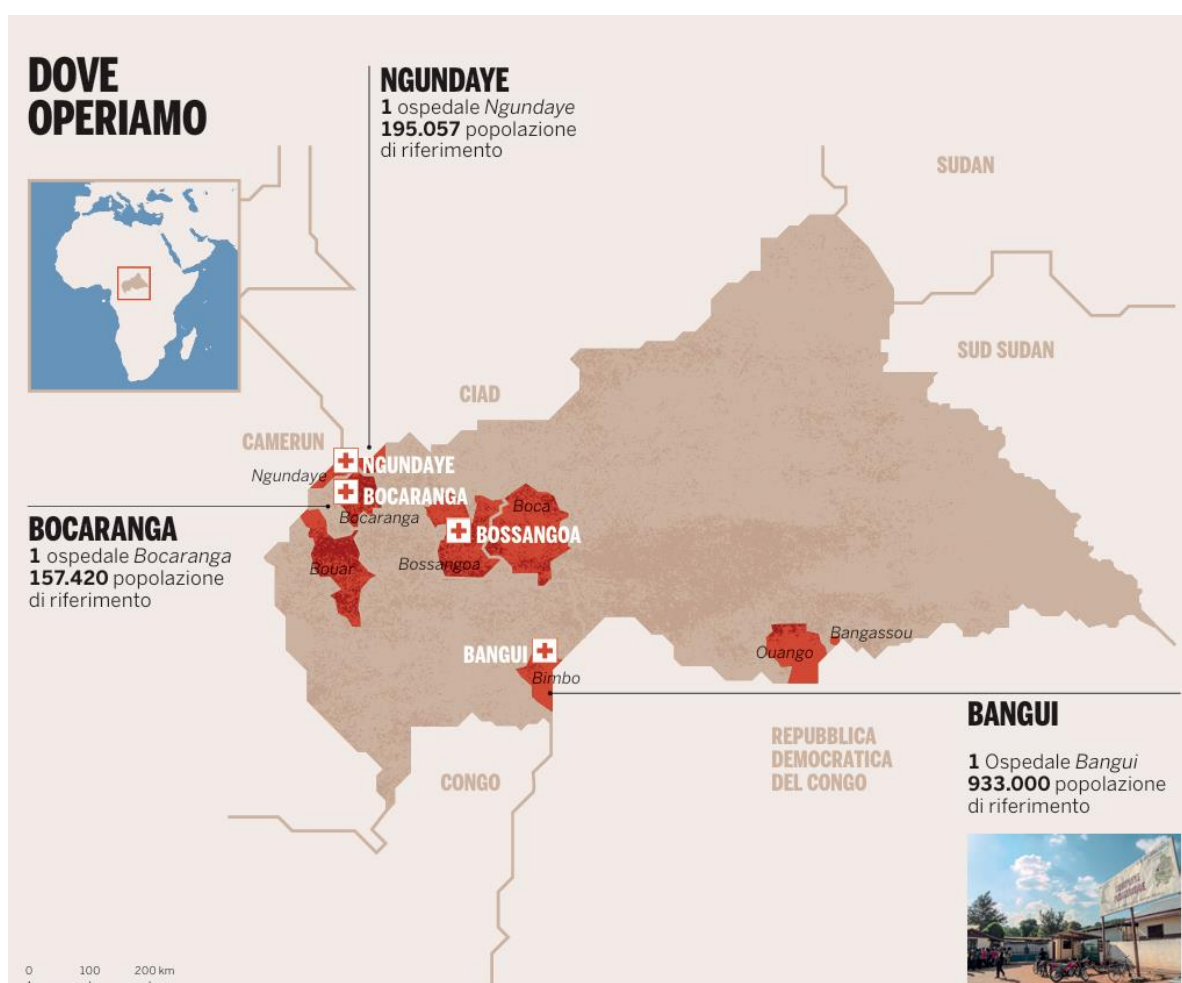 DOVE
OPERIAMO
NGUNDAYE
1 ospedale Ngundaye
195.057 popolazione
di riferimento
SUDAN
SUD SUDAN
CIAD
CAMERUN
Ngundaye
NGUNDAYE
BOCARANGA
Bocaranga
BOCARANGA
1 ospedale Bocaranga
157.420 popolazione
di riferimento
Boca
BOSSANGOA
Bossangoa
Bouar
BANGUI
Bimbo
Bangassou
Ouango
BANGUI
1 Ospedale Bangui
933.000 popolazione
di riferimento
REPUBBLICA
DEMOCRATICA
DEL CONGO
CONGO
0 100 200 km